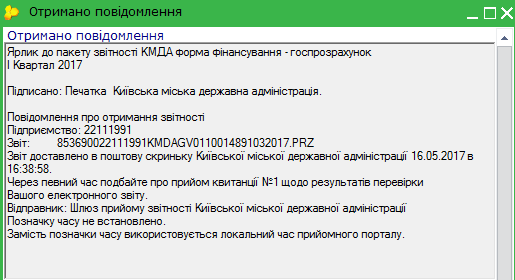 Отримано повідомлення
Отримано повідомлення
Ярлик до пакету звітності КМДА форма фінансування - госпрозрахунок
I Квартал 2017
Підписано: Печатка  Київська міська державна адміністрація.
Повідомлення про отримання звітності
Підприємство: 22111991
Звіт:        853690022111991KMDAGV0110014891032017.PRZ
Звіт доставлено в поштову скриньку Київської міської державної адміністрації 16.05.2017 в
16:38:58.
Через певний час подбайте про прийом квитанції №1 щодо результатів перевірки
Вашого електронного звіту.
Відправник: Шлюз прийому звітності Київської міської державної адміністрації
Позначку часу не встановлено.
Замість позначки часу використовується локальний час прийомного порталу.